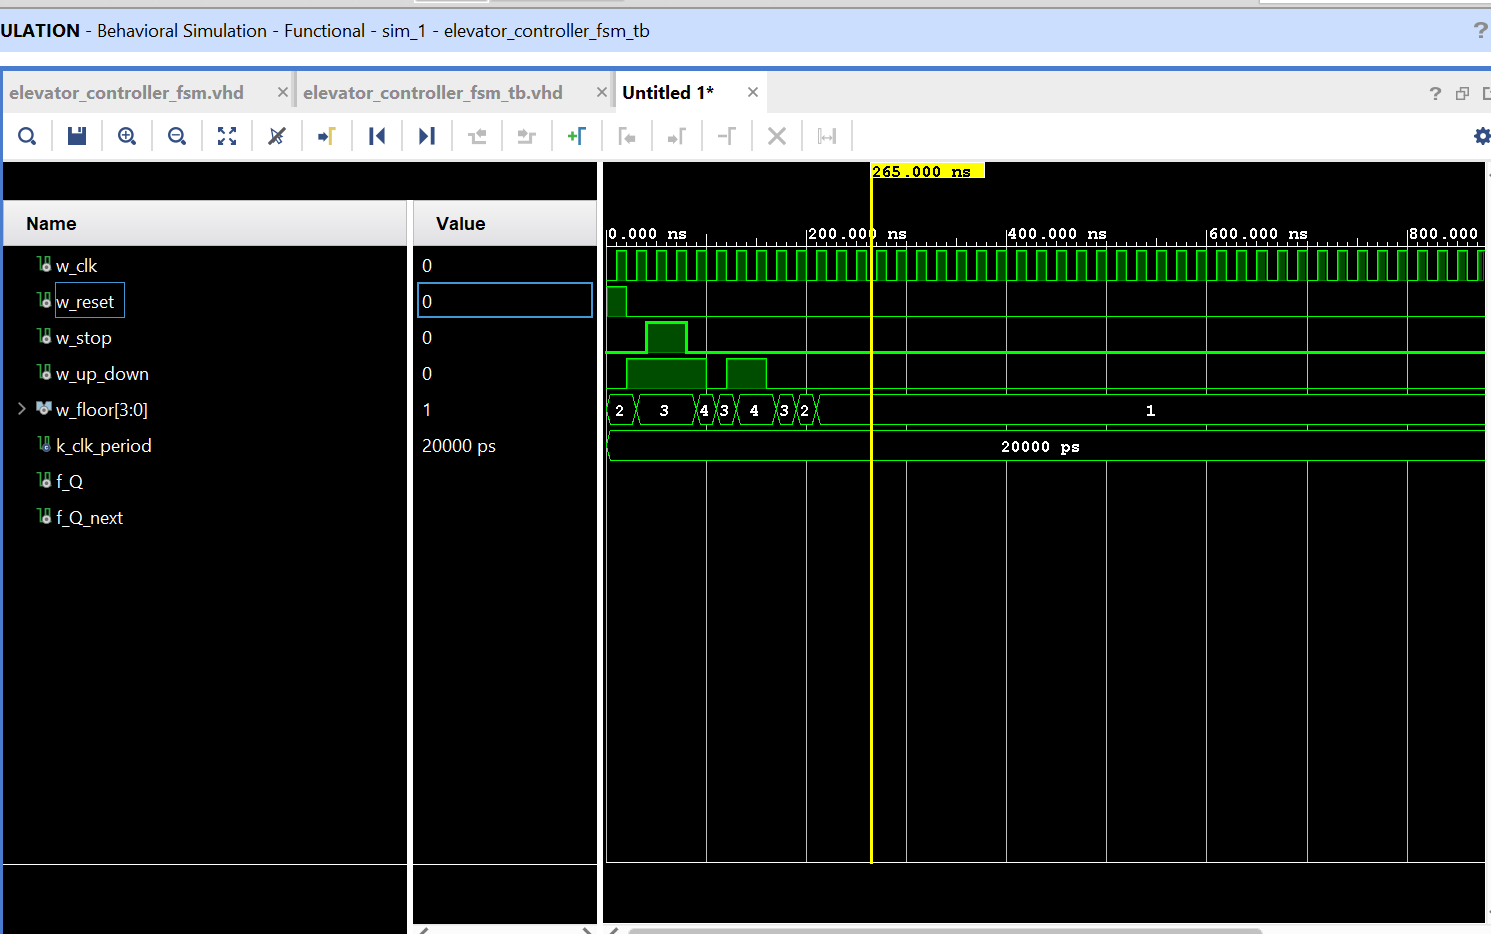 ULATION - Behavioral Simulation - Functional - sim_1 - elevator_controller_fsm_tb
?
elevator_controller_fsm.vhd × elevator_controller_fsm_tb.vhd × Untitled 1* × ?
265.000 ns
Name Value
0.000 ns 200.000 ns 400.000 ns 600.000 ns 800.000
w_clk 0
w_reset 0
w_stop 0
w_up_down 0
w_floor[3:0] 1 2 3 4 3 4 3 2 1
k_clk_period 20000 ps 20000 ps
f_Q
f_Q_next